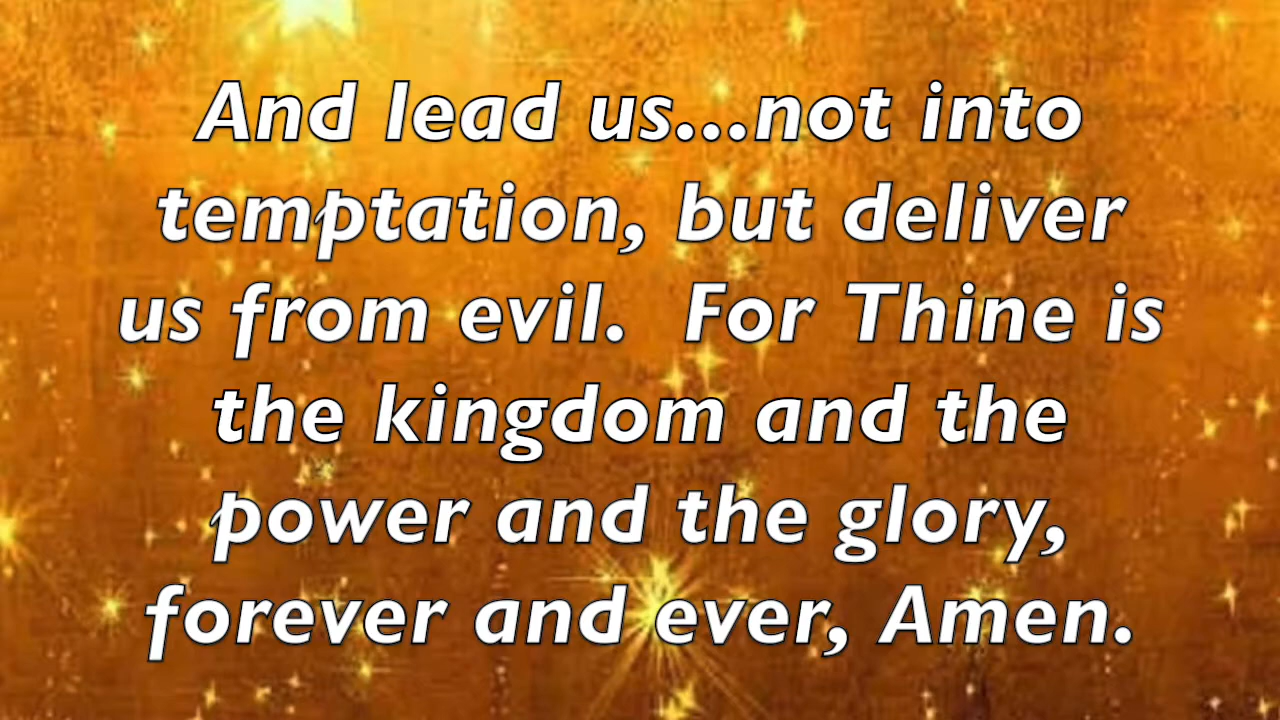 And lead us...not into
temptation, but deliver
us from evil.  For Thine is
the kingdom and the
power and the glory,
forever and ever, Amen.